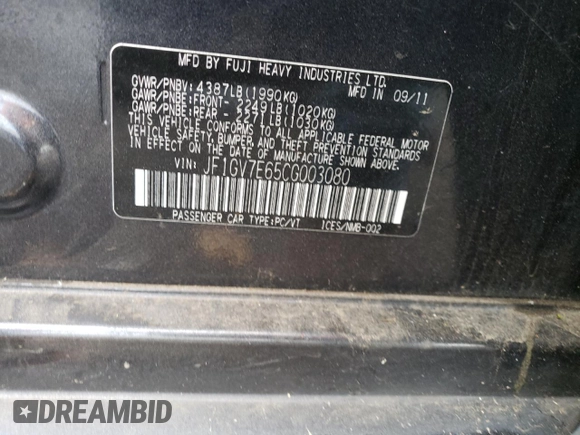 MFD BY FUJI HEAVY INDUSTRIES LTD.
GVWR/PNBV: 4387LB(1990KG) MFD IN 09/11
GAWR/PNBE:FRONT- 2249LB(1020KG)
GAWR/PNBE:REAR - 2271LB(1030KG)
THIS VEHICLE CONFORMS TO ALL APPLICABLE FEDERAL MOTOR
VEHICLE SAFETY,BUMPER,AND THEFT PREVENTION STANDARDS
IN EFFECT ON THE DATE OF MANUFACTURE SHOWN ABOVE.
VIN: JF1GV7E65CG003080
PASSENGER CAR TYPE:PC/VT 1CES/NMB-002
DREAMBID